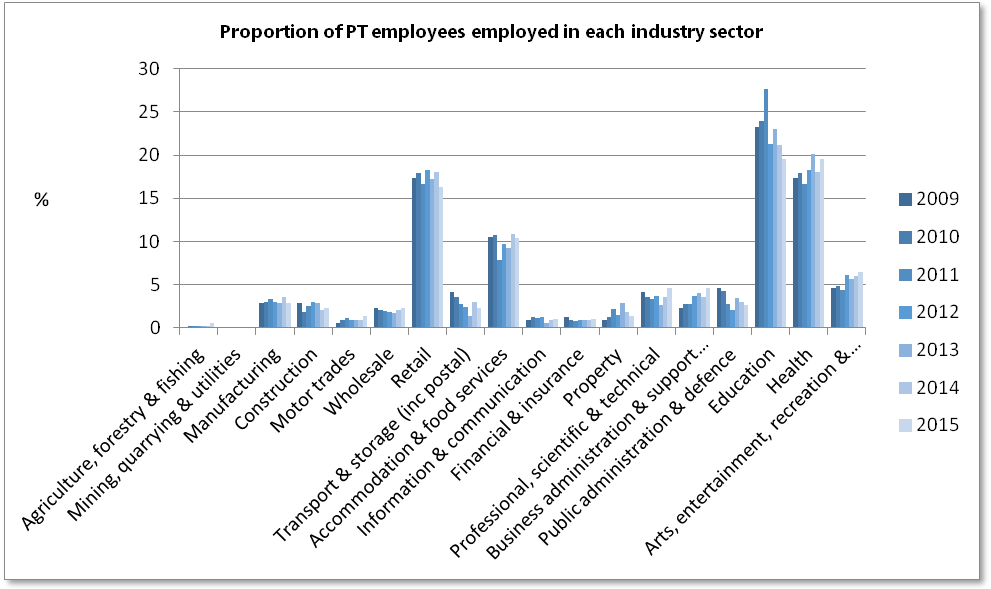 Proportion of PT employees employed in each industry sector
30
25
20
15
10
5
0
%
Agriculture, forestry & fishing
Mining, quarrying & utilities
Manufacturing
Construction
Motor trades
Wholesale
Retail
Transport & storage (inc postal)
Accommodation & food services
Information & communication
Financial & insurance
Property
Professional, scientific & technical
Business administration & support...
Public administration & defence
Education
Health
Arts, entertainment, recreation &...
2009
2010
2011
2012
2013
2014
2015